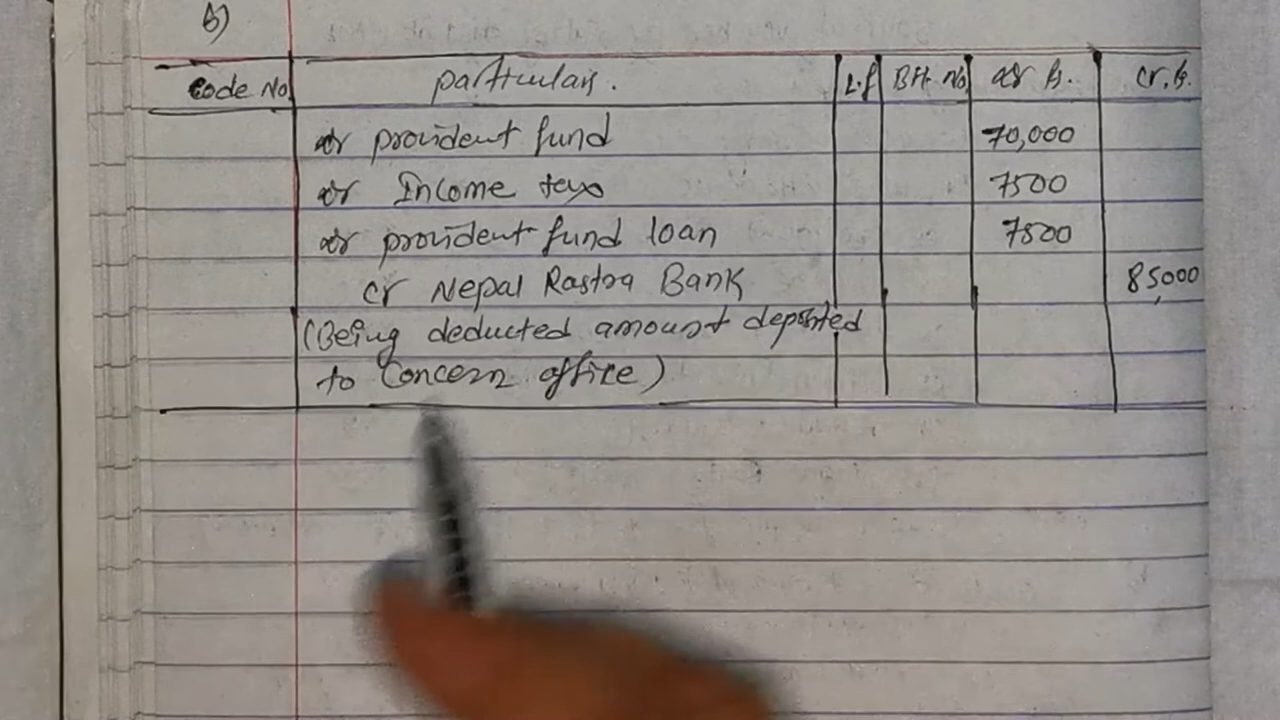 b)
Code No particulars. L.f BH. No dr Rs. cr. Rs.
dr provident fund 70,000
dr Income tax 7500
dr provident fund loan 7500
cr Nepal Rastra Bank 85000
(Being deducted amount deposited
to Concern office)